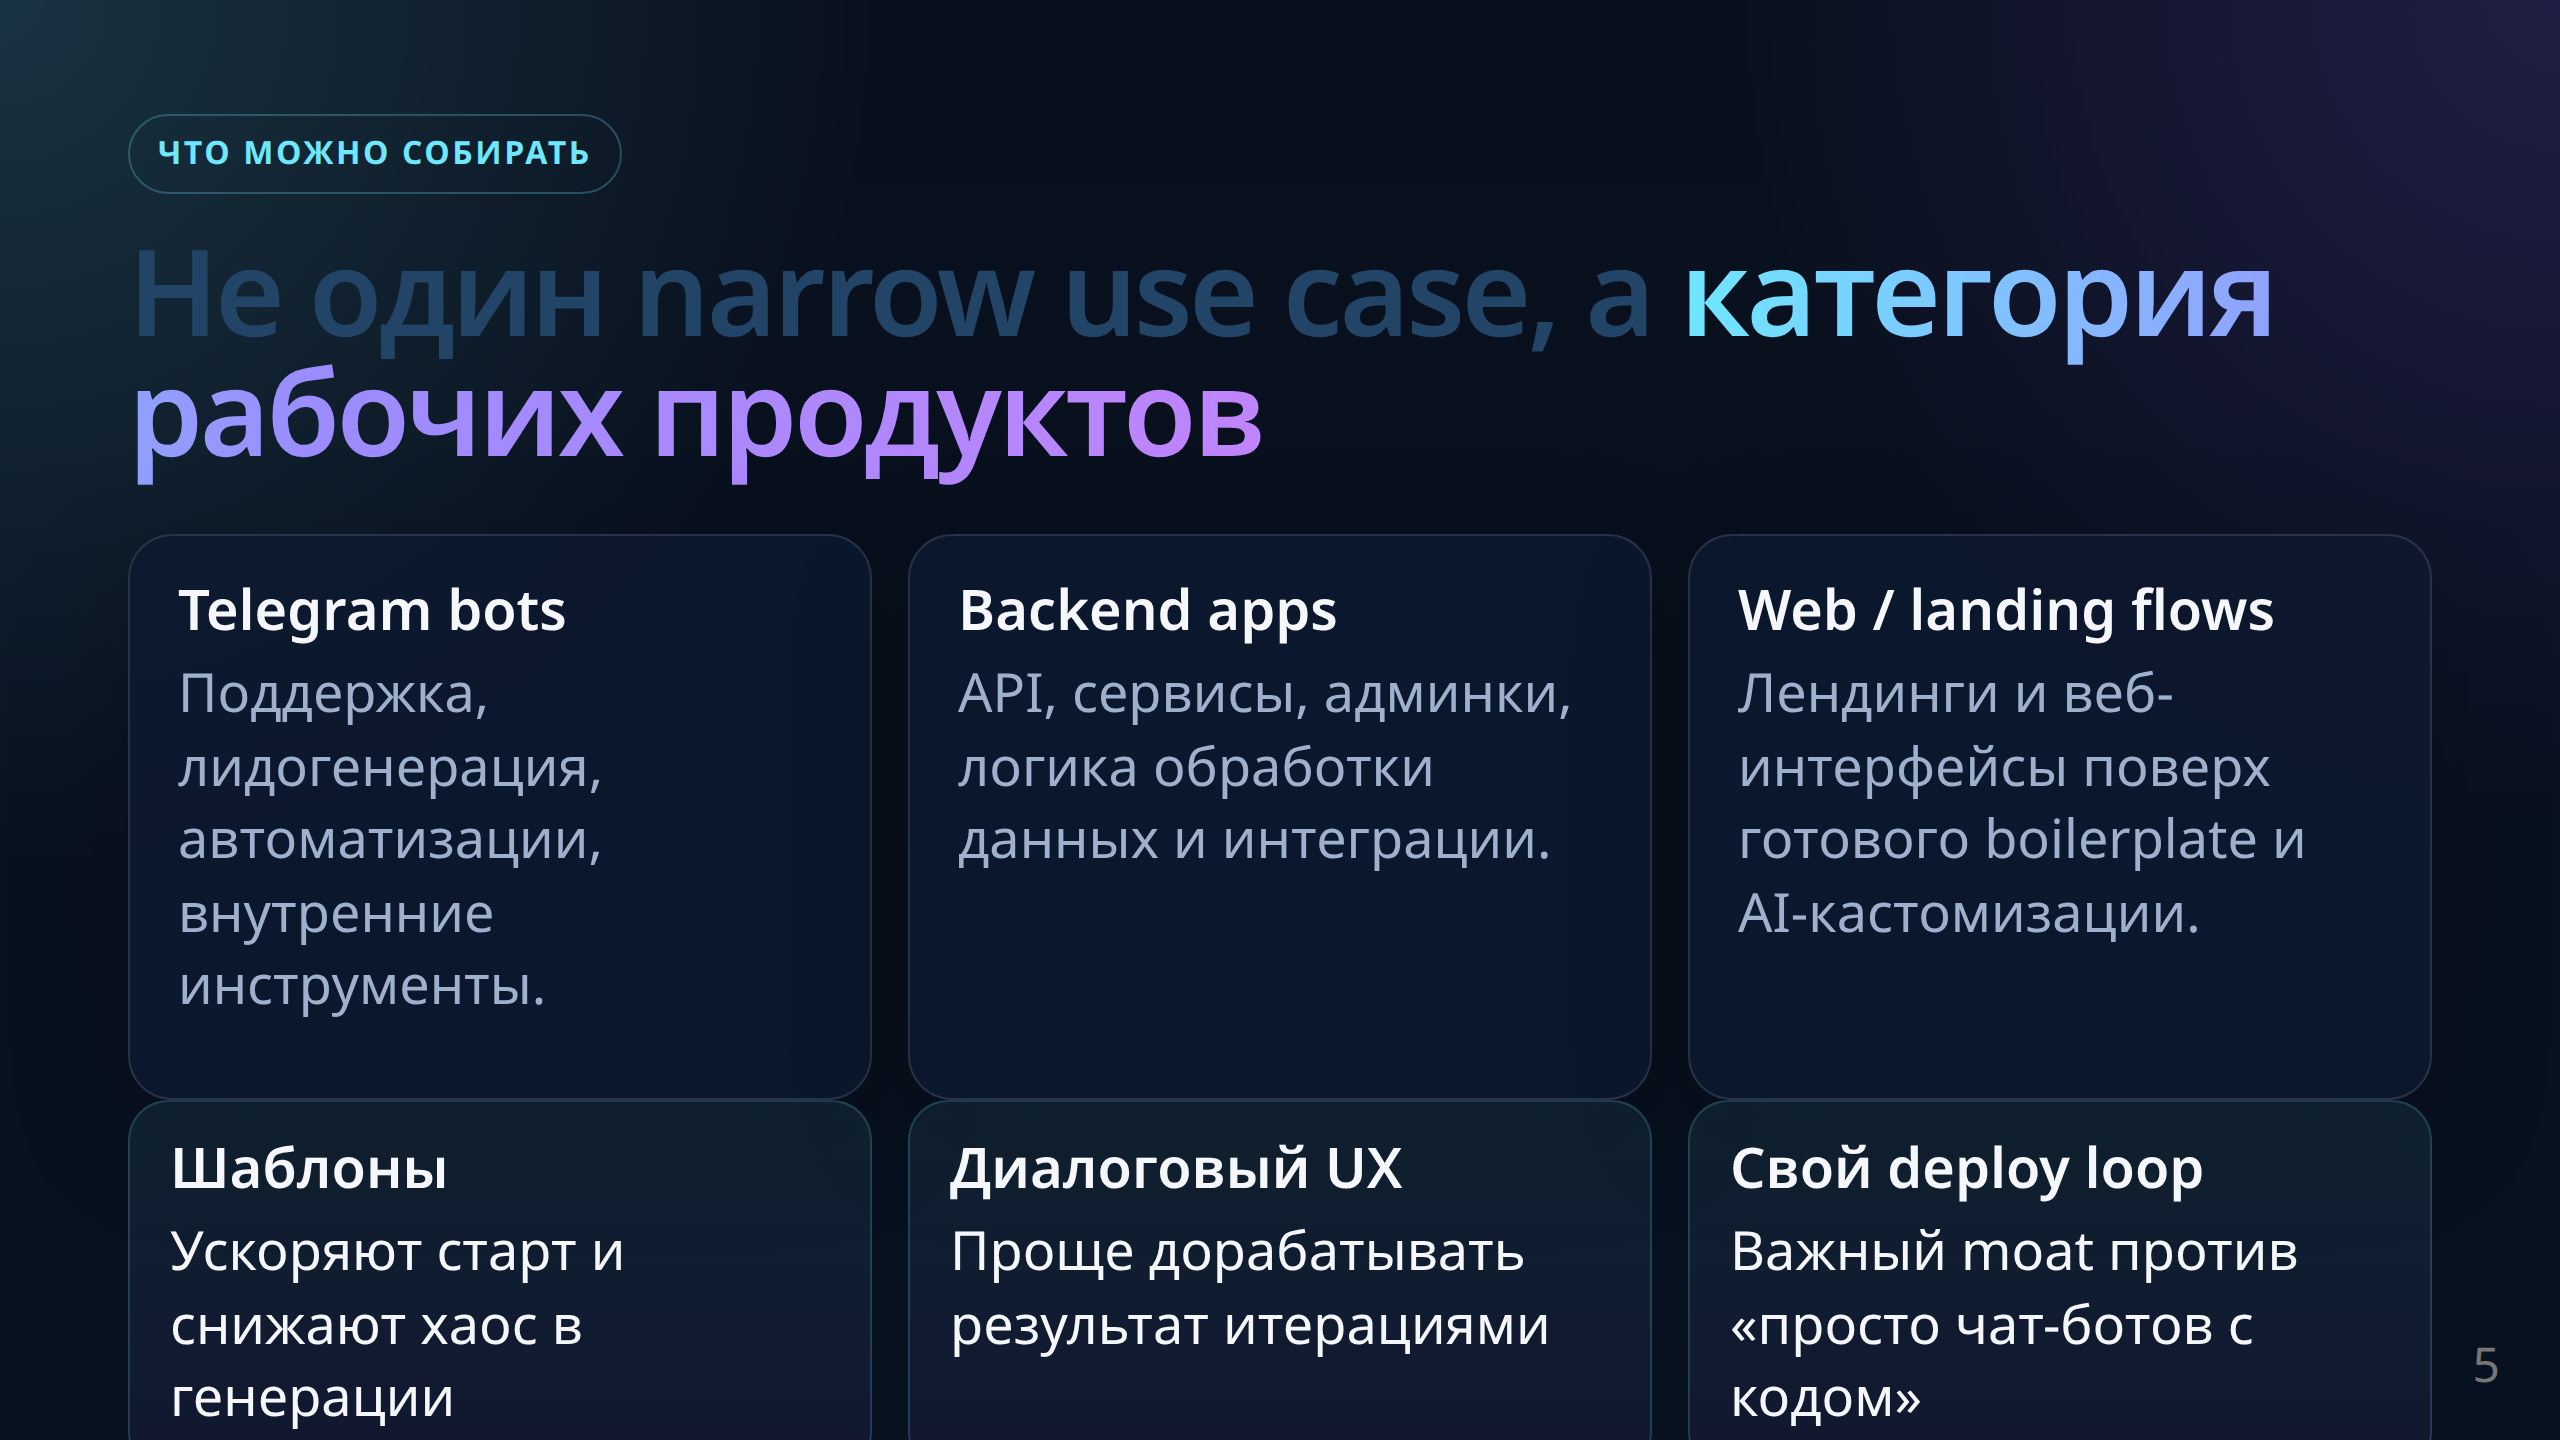 ЧТО МОЖНО СОБИРАТЬ
Не один narrow use case, а категория
рабочих продуктов
Telegram bots
Поддержка,
лидогенерация,
автоматизации,
внутренние
инструменты.
Backend apps
API, сервисы, админки,
логика обработки
данных и интеграции.
Web / landing flows
Лендинги и веб-
интерфейсы поверх
готового boilerplate и
AI-кастомизации.
Шаблоны
Ускоряют старт и
снижают хаос в
генерации
Диалоговый UX
Проще дорабатывать
результат итерациями
Свой deploy loop
Важный moat против
«просто чат-ботов с
кодом»
5